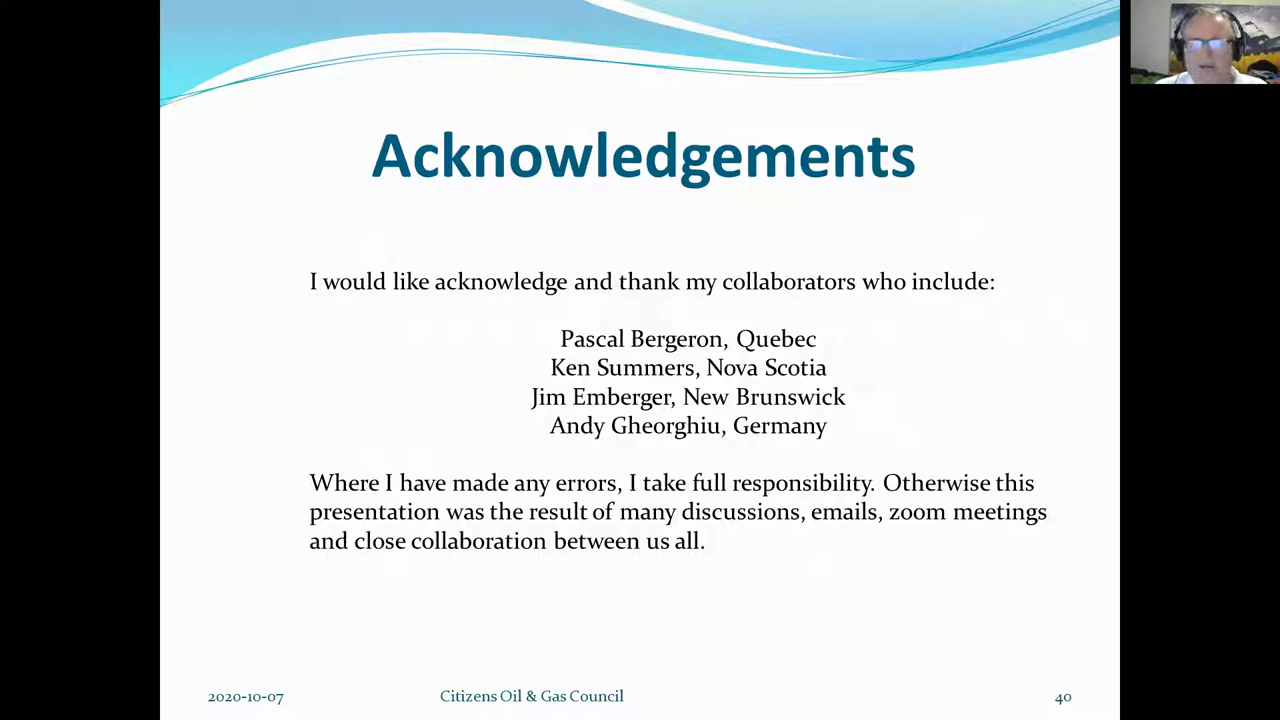 Acknowledgements
I would like acknowledge and thank my collaborators who include:
Pascal Bergeron, Quebec
Ken Summers, Nova Scotia
Jim Emberger, New Brunswick
Andy Gheorghiu, Germany
Where I have made any errors, I take full responsibility. Otherwise this
presentation was the result of many discussions, emails, zoom meetings
and close collaboration between us all.
2020-10-07 Citizens Oil & Gas Council 40